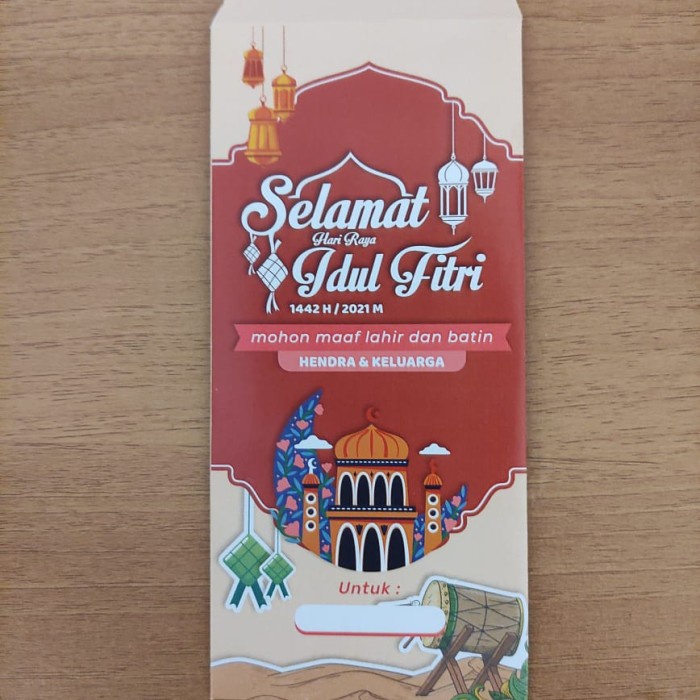 Selamat
Hari Raya
Idul Fitri
1442 H / 2021 M
mohon maaf lahir dan batin
HENDRA & KELUARGA
Untuk :